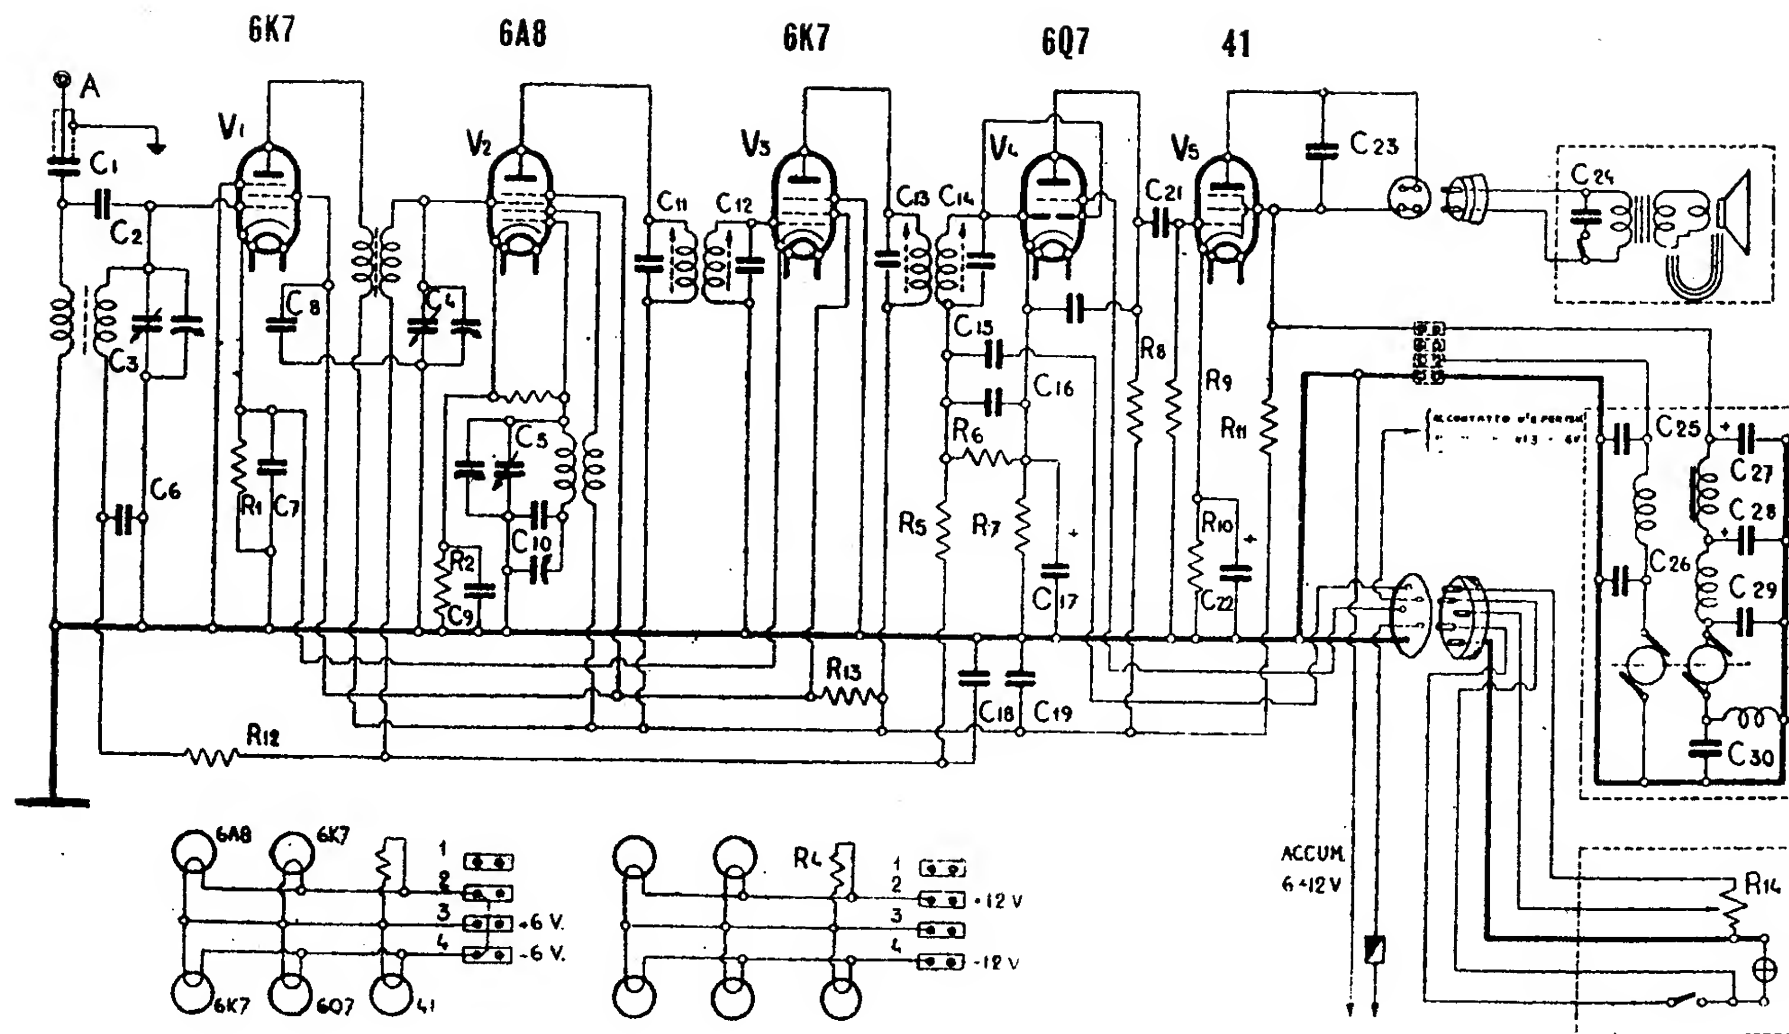 6K7 6A8 6K7 6Q7 41
A
V1 V2 V3 V4 V5
C1
C2
C3
C8
C4
C11 C12
C13 C14
C21
C23
C24
C15
C16
R8
R9
R11
C6
R1 C7
C5
C10
R2
C9
R6
R5
R7
C17
R10
+
+
C22
C25
+
C27
C28
+
C26
C29
C30
R13
C18 C19
R12
6A8 6K7
1
2
3 +6 V.
4 -6 V.
6K7 6Q7 41
R4
1
2 +12 V
3
4 -12 V
ACCUM.
6÷12 V
R14